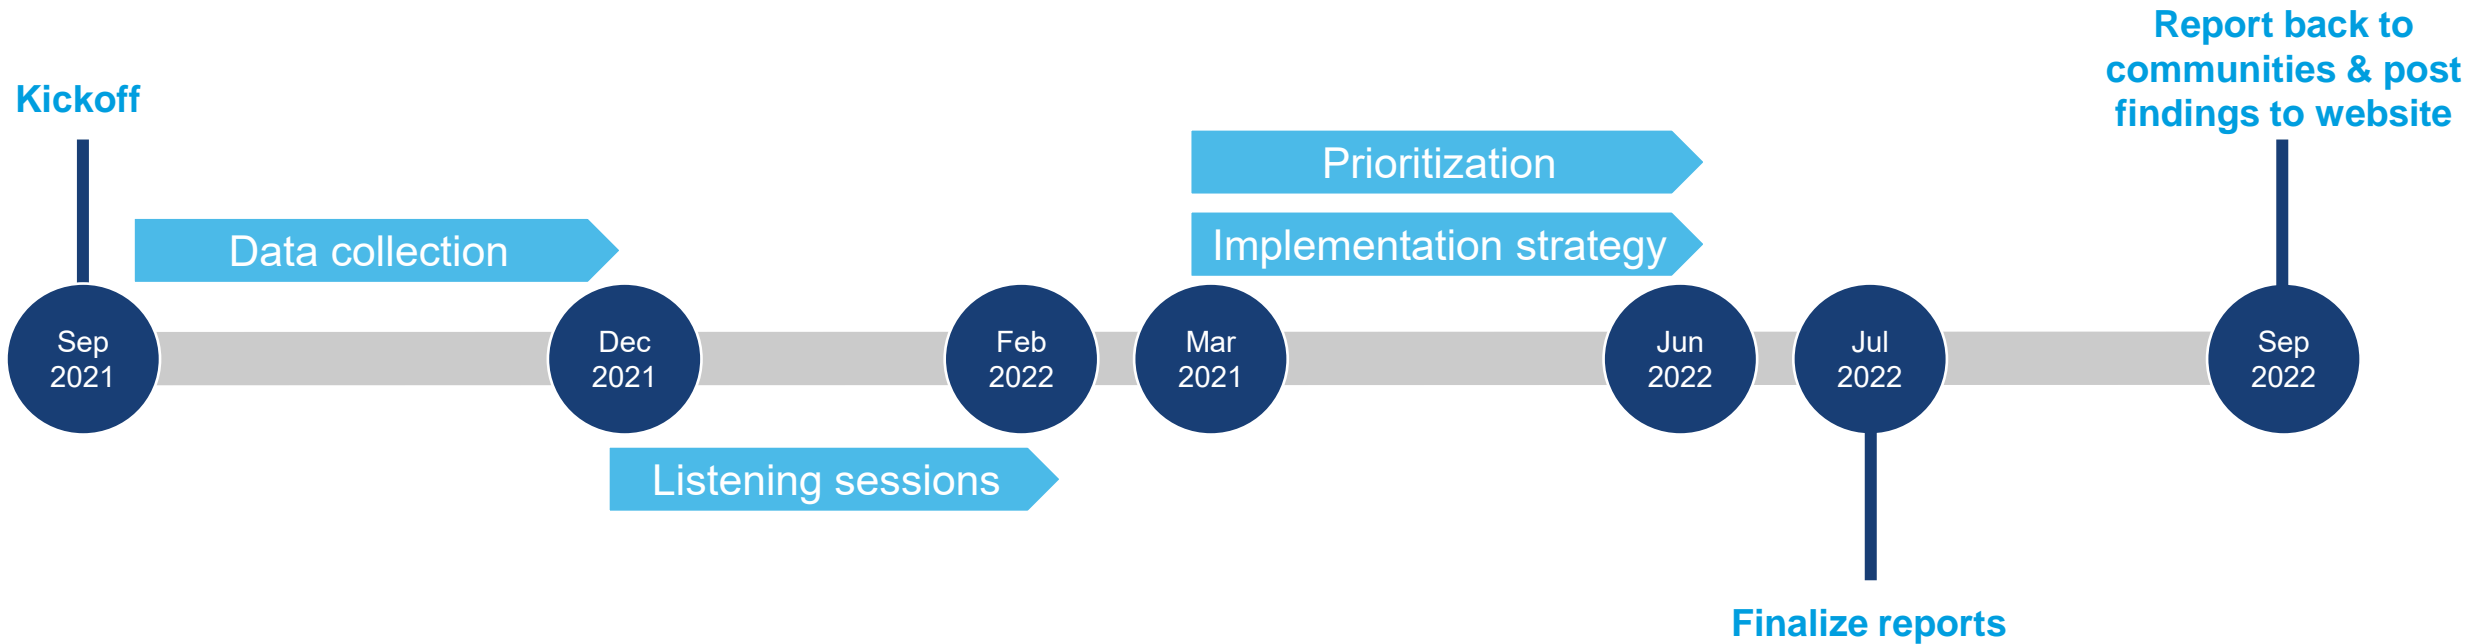 Report back to
communities & post
findings to website
Kickoff
Prioritization
Data collection
Implementation strategy
Sep
2021
Dec
2021
Feb
2022
Mar
2021
Jun
2022
Jul
2022
Sep
2022
Listening sessions
Finalize reports